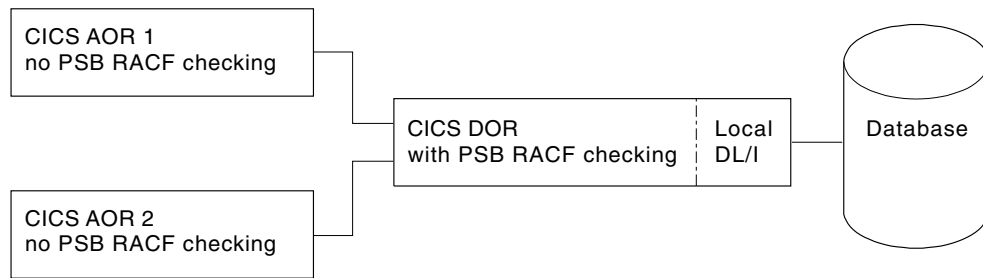 CICS AOR 1
no PSB RACF checking
CICS DOR
with PSB RACF checking
Local
DL/I
Database
CICS AOR 2
no PSB RACF checking